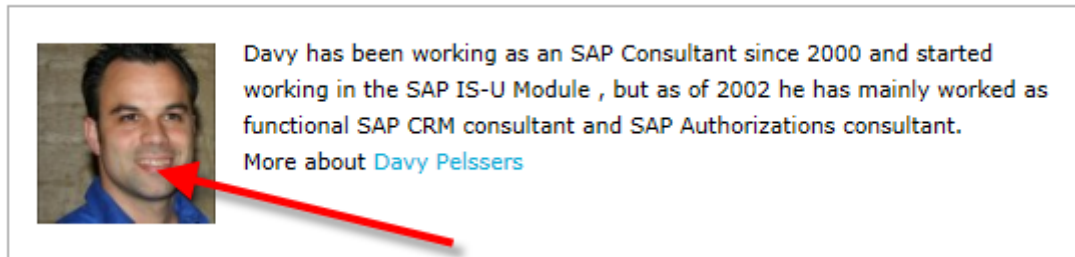 Davy has been working as an SAP Consultant since 2000 and started
working in the SAP IS-U Module , but as of 2002 he has mainly worked as
functional SAP CRM consultant and SAP Authorizations consultant.
More about Davy Pelssers